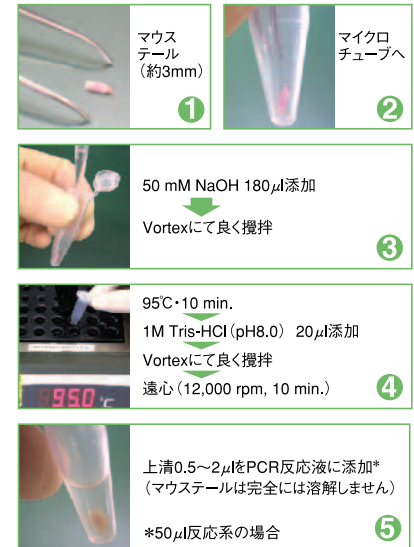 マウス
テール
（約3mm）
❶
マイクロ
チューブへ
❷
50 mM NaOH 180μl添加
Vortexにて良く攪拌
❸
95℃・10 min.
1M Tris-HCl（pH8.0） 20μl添加
Vortexにて良く攪拌
遠心（12,000 rpm, 10 min.）
95.0 ℃
❹
上清0.5～2μlをPCR反応液に添加*
（マウステールは完全には溶解しません）
*50μl反応系の場合
❺